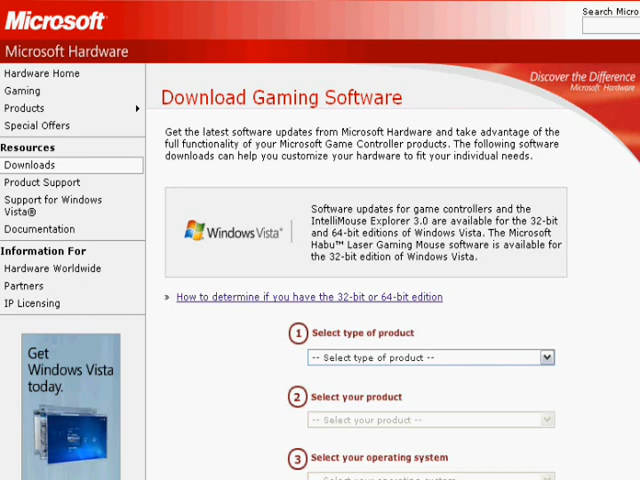 Microsoft
Search Micro
Microsoft Hardware
Hardware Home
Gaming
Products
Special Offers
Resources
Downloads
Product Support
Support for Windows
Vista®
Documentation
Information For
Hardware Worldwide
Partners
IP Licensing
Get
Windows Vista
today.
Discover the Difference
Microsoft Hardware
Download Gaming Software
Get the latest software updates from Microsoft Hardware and take advantage of the
full functionality of your Microsoft Game Controller products. The following software
downloads can help you customize your hardware to fit your individual needs.
Windows Vista®
Software updates for game controllers and the
IntelliMouse Explorer 3.0 are available for the 32-bit
and 64-bit editions of Windows Vista. The Microsoft
Habu™ Laser Gaming Mouse software is available for
the 32-bit edition of Windows Vista.
» How to determine if you have the 32-bit or 64-bit edition
1 Select type of product
-- Select type of product --
2 Select your product
-- Select your product --
3 Select your operating system
-- Select your operating system --